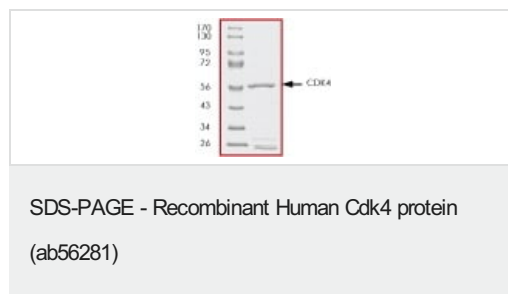 170
130
95
72
56
CDK4
43
34
26
SDS-PAGE - Recombinant Human Cdk4 protein
(ab56281)